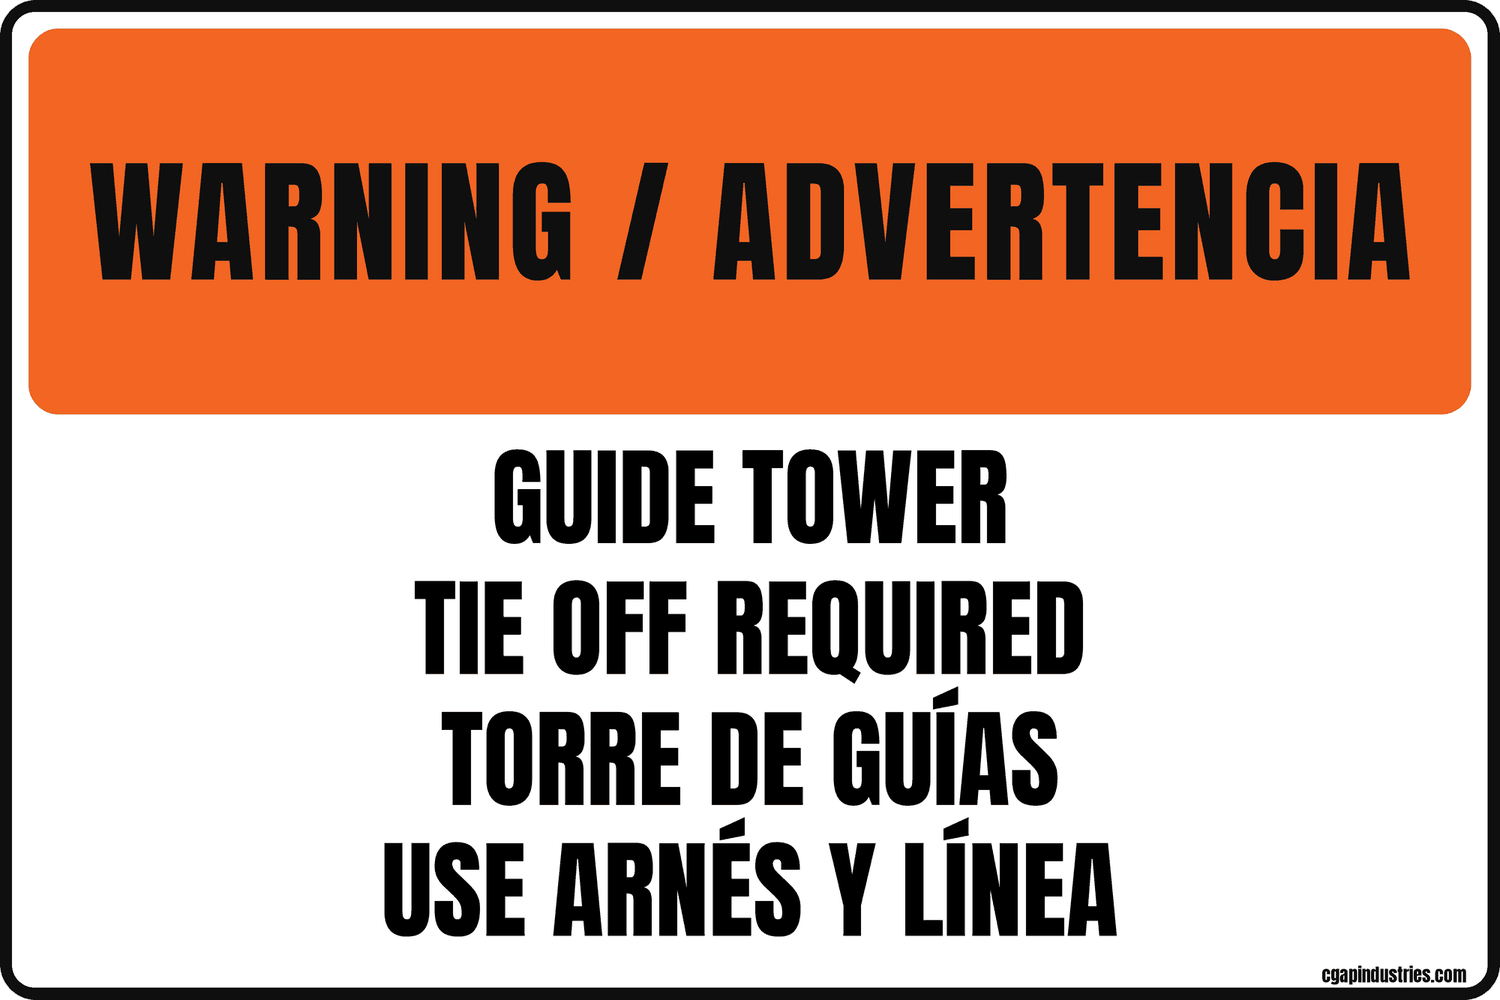 WARNING / ADVERTENCIA
GUIDE TOWER
TIE OFF REQUIRED
TORRE DE GUÍAS
USE ARNÉS Y LÍNEA
cgapindustries.com